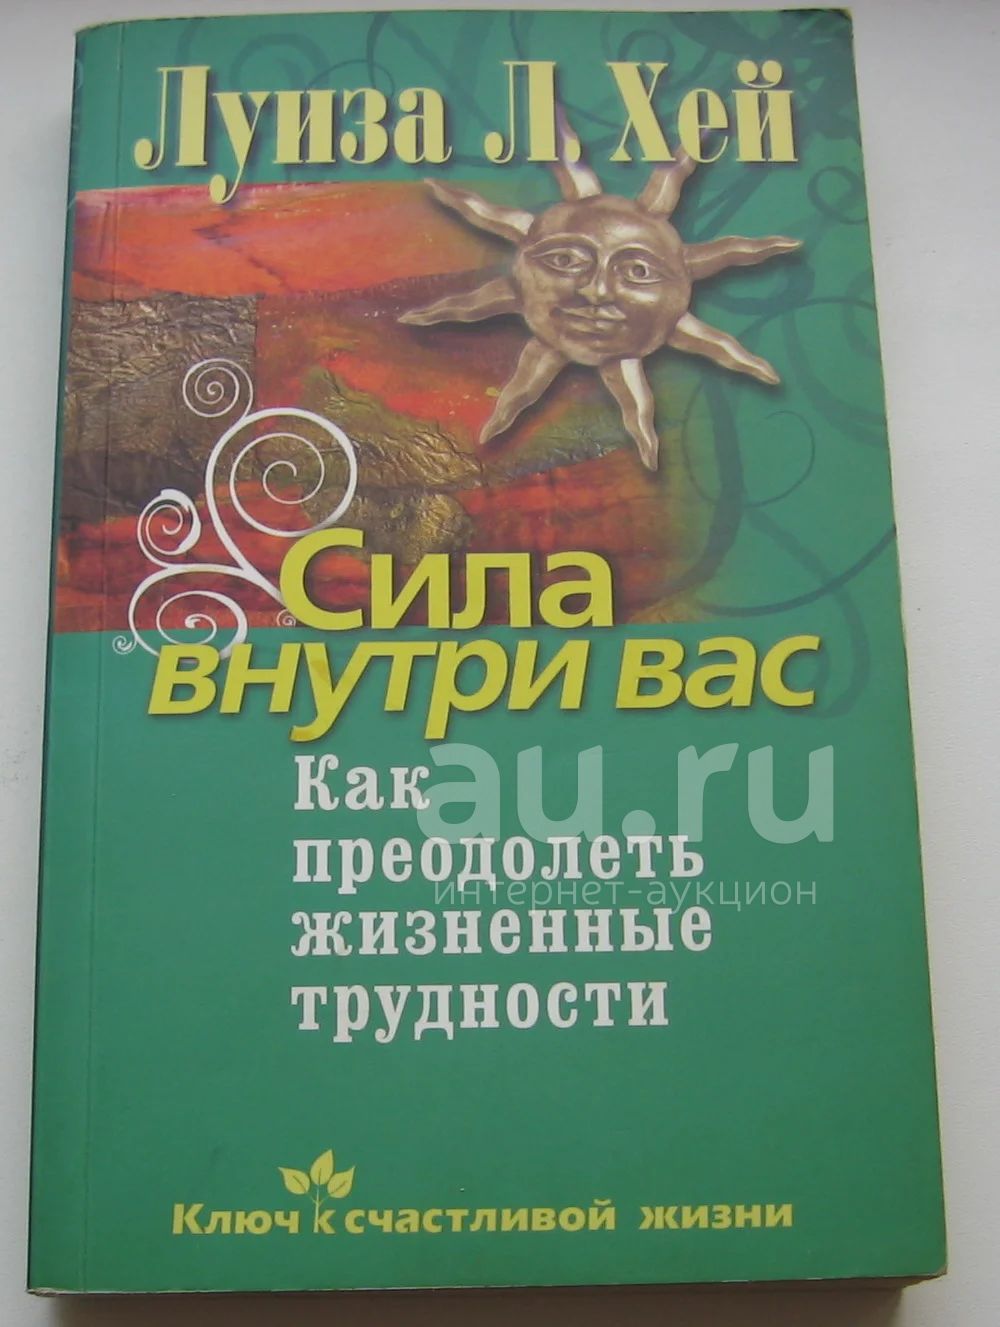 Луиза Л. Хей
Сила
внутри вас
au.ru
интернет-аукцион
Как
преодолеть
жизненные
трудности
Ключ к счастливой жизни